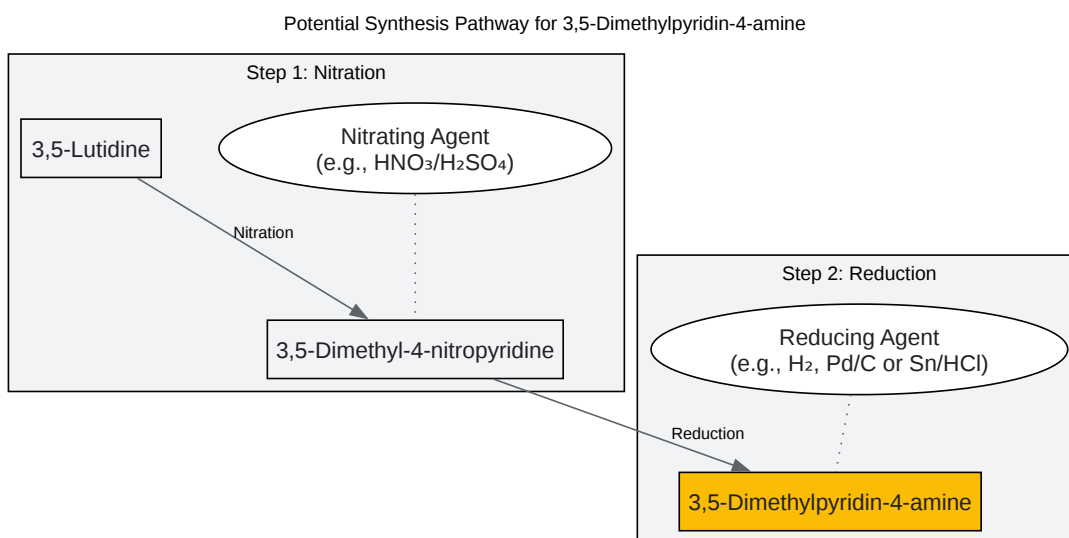 Potential Synthesis Pathway for 3,5-Dimethylpyridin-4-amine
Step 1: Nitration
3,5-Lutidine
Nitrating Agent
(e.g., HNO₃/H₂SO₄)
Nitration
3,5-Dimethyl-4-nitropyridine
Step 2: Reduction
Reducing Agent
(e.g., H₂, Pd/C or Sn/HCl)
Reduction
3,5-Dimethylpyridin-4-amine